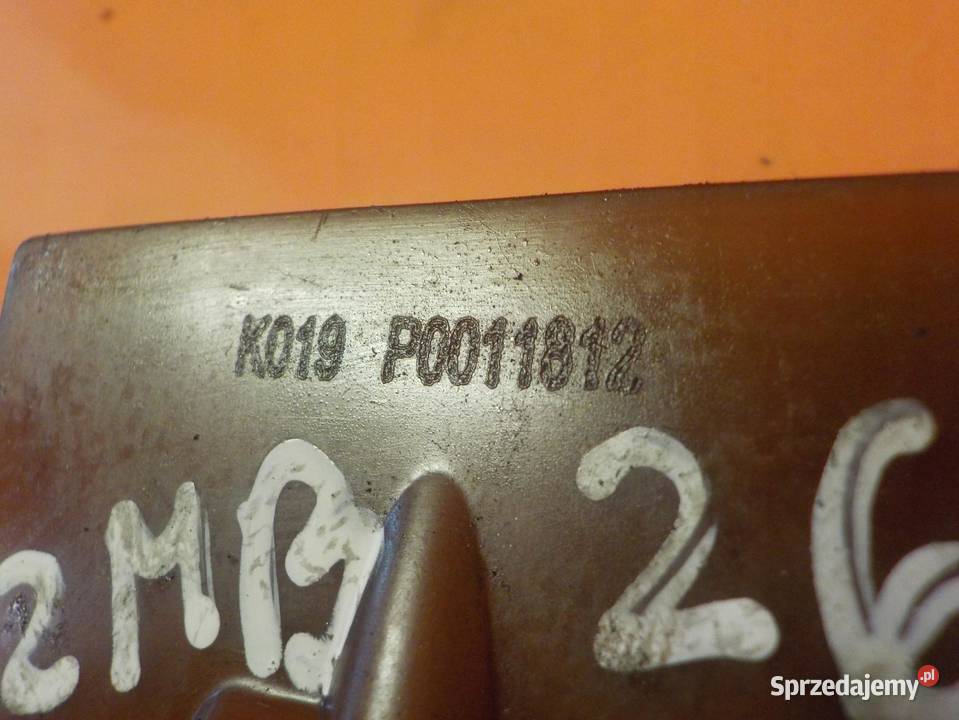 K019 P0011812
2MB 26
Sprzedajemy.pl